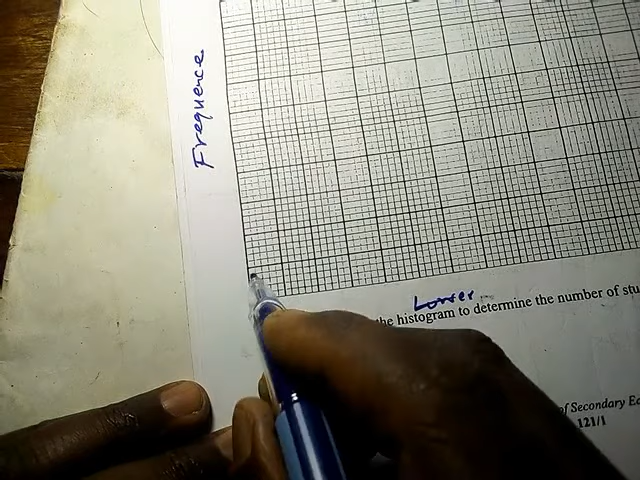 Frequence
Lower
the histogram to determine the number of stu
of Secondary Ed
121/1